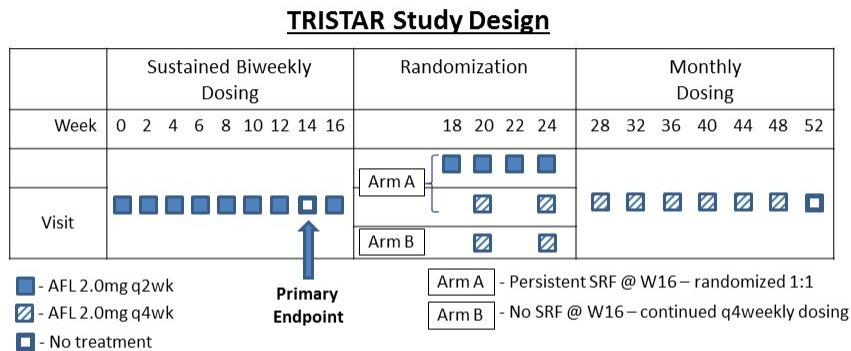 TRISTAR Study Design
Sustained Biweekly Dosing
Randomization
Monthly Dosing
Week 0 2 4 6 8 10 12 14 16 18 20 22 24 28 32 36 40 44 48 52
Arm A
Visit
Arm B
Primary Endpoint
- AFL 2.0mg q2wk
- AFL 2.0mg q4wk
- No treatment
Arm A - Persistent SRF @ W16 – randomized 1:1
Arm B - No SRF @ W16 – continued q4weekly dosing